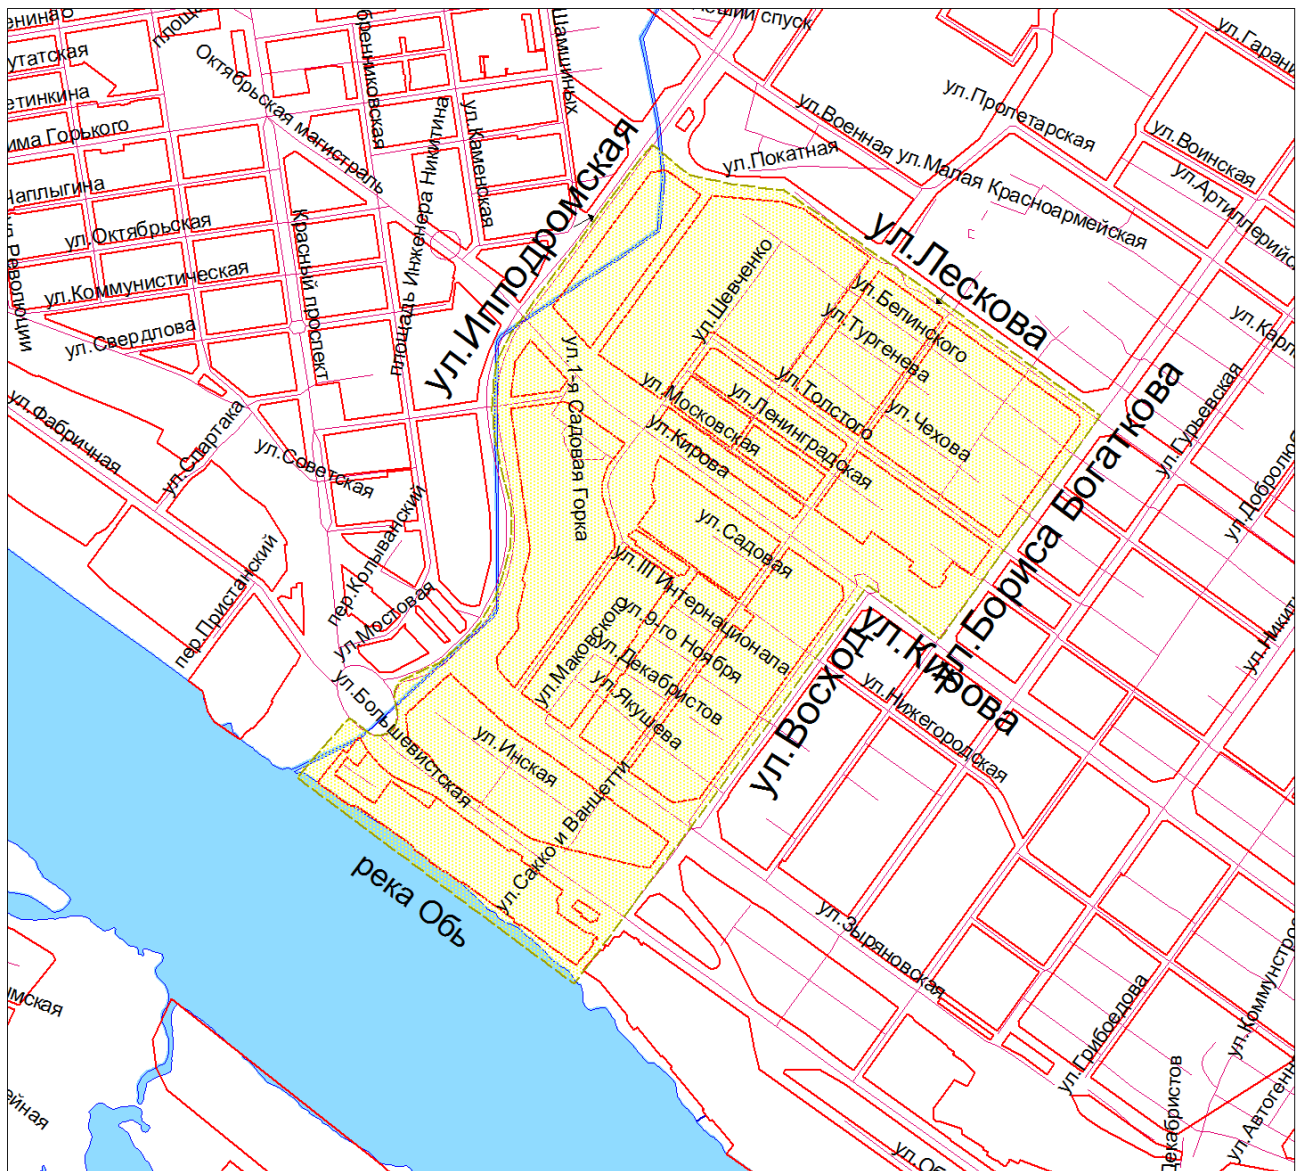 Октябрьская магистраль
Шамшиных
ул.Каменская
ул.Пролетарская
ул.Военная
ул.Воинская
ул.Покатная
ул.Малая Красноармейская
ул.Октябрьская
Красный проспект
площадь Инженера Никитина
ул.Ипподромская
ул.Лескова
ул.Коммунистическая
ул.Свердлова
ул.Шевченко
ул.Белинского
ул.Тургенева
ул.Толстого
ул.Чехова
ул.1-я Садовая Горка
ул.Московская
ул.Ленинградская
ул.Кирова
ул.Бориса Богаткова
ул.Гурьевская
ул.Фабричная
ул.Спартака
ул.Советская
пер.Колыванский
пер.Пристанский
ул.Мостовая
ул.Садовая
ул.III Интернационала
ул.9-го Ноября
ул.Маковского
ул.Декабристов
ул.Якушева
ул.Кирова
ул.Восход
ул.Нижегородская
ул.Большевистская
ул.Инская
ул.Сакко и Ванцетти
река Обь
ул.Зыряновская
ул.Грибоедова